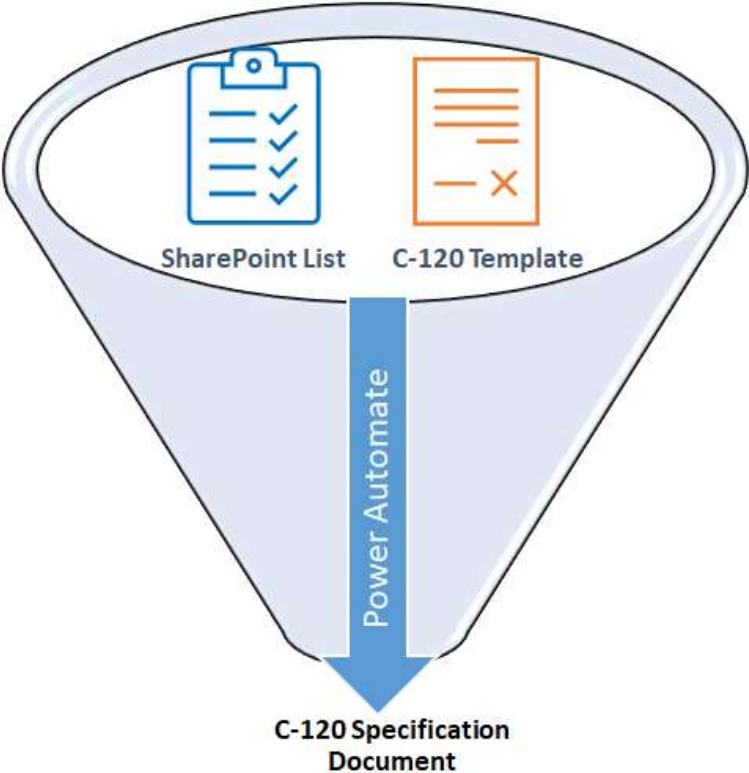 SharePoint List
C-120 Template
Power Automate
C-120 Specification
Document